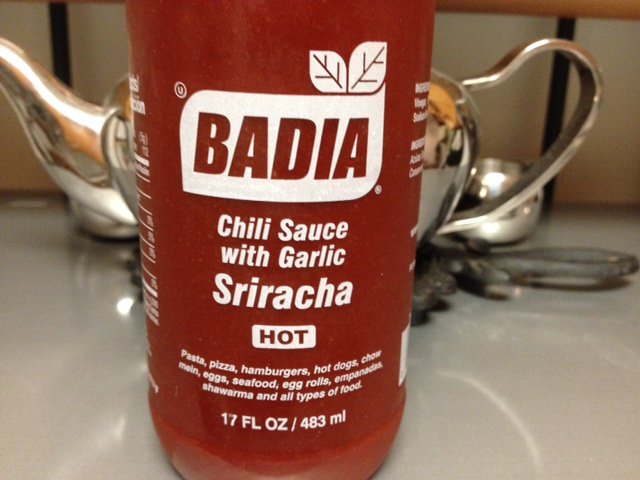 BADIA
Chili Sauce
with Garlic
Sriracha
HOT
Pasta, pizza, hamburgers, hot dogs, chow
mein, eggs, seafood, egg rolls, empanadas,
shawarma and all types of food.
17 FL OZ / 483 ml